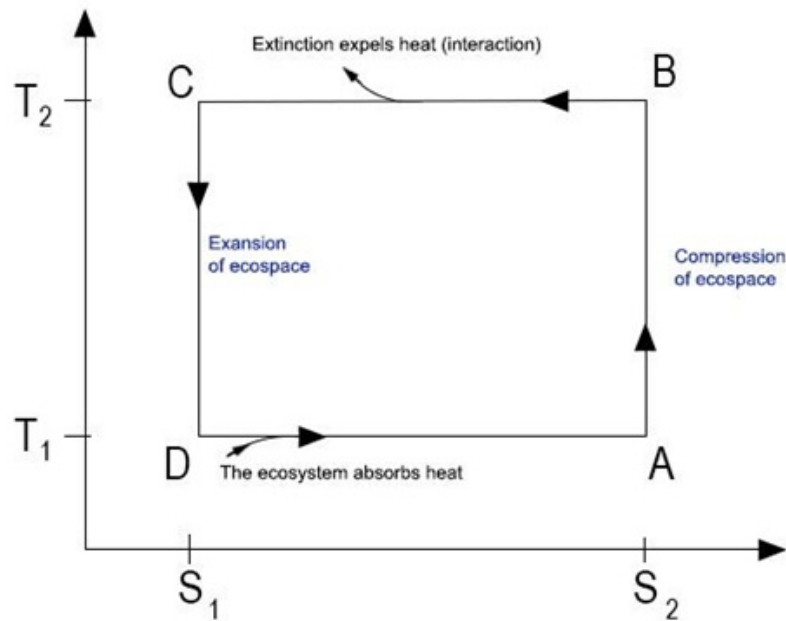 Extinction expels heat (interaction)
C
B
T2
Exansion
of ecospace
Compression
of ecospace
T1
D
The ecosystem absorbs heat
A
S1
S2